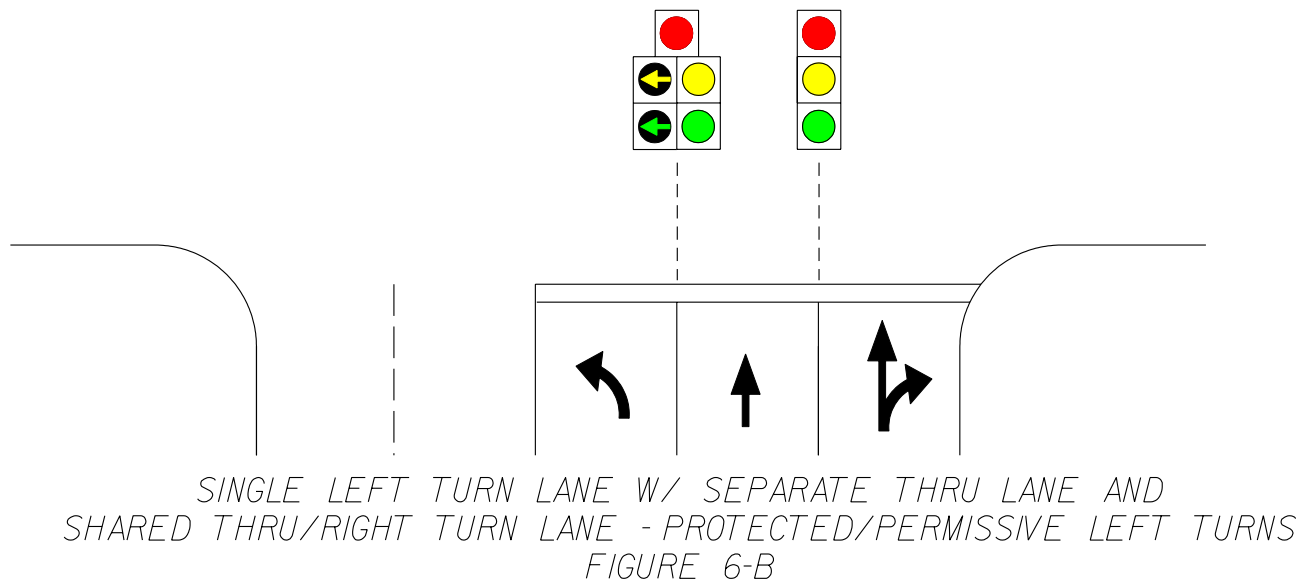 SINGLE LEFT TURN LANE W/ SEPARATE THRU LANE AND
SHARED THRU/RIGHT TURN LANE - PROTECTED/PERMISSIVE LEFT TURNS
FIGURE 6-B